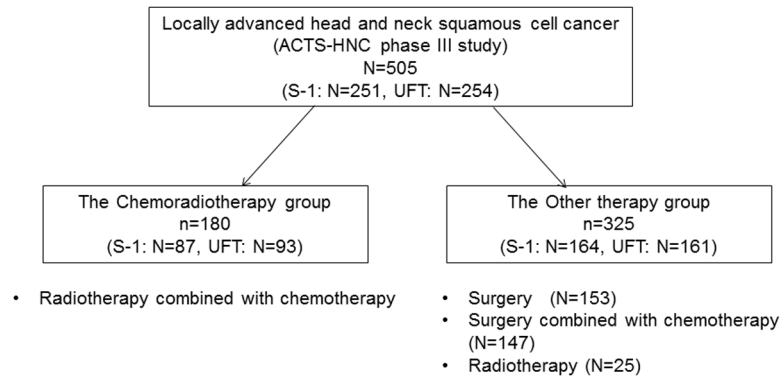 Locally advanced head and neck squamous cell cancer
(ACTS-HNC phase III study)
N=505
(S-1: N=251, UFT: N=254)
The Chemoradiotherapy group
n=180
(S-1: N=87, UFT: N=93)
• Radiotherapy combined with chemotherapy
The Other therapy group
n=325
(S-1: N=164, UFT: N=161)
• Surgery (N=153)
• Surgery combined with chemotherapy
(N=147)
• Radiotherapy (N=25)